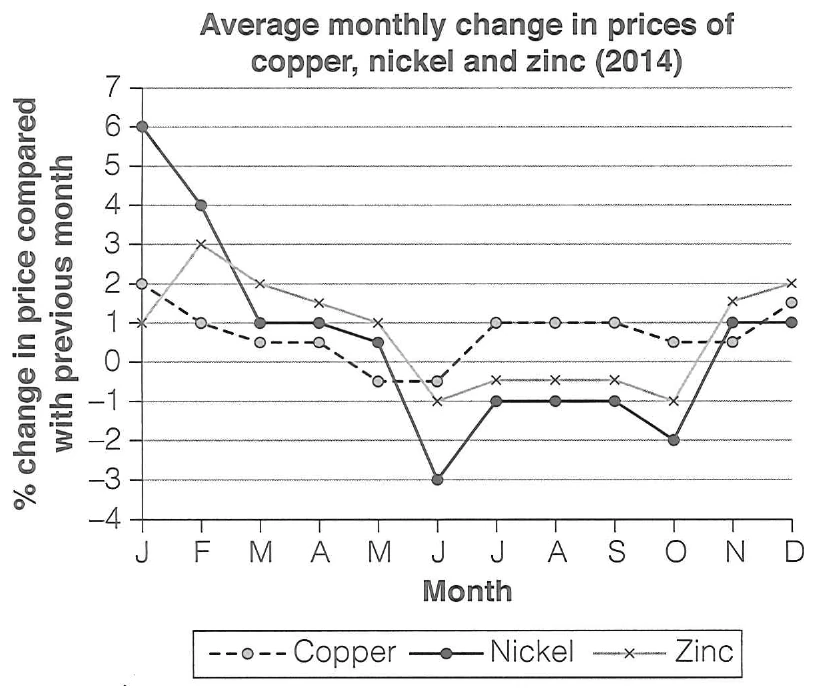 Average monthly change in prices of
copper, nickel and zinc (2014)
% change in price compared
with previous month
7
6
5
4
3
2
1
0
−1
−2
−3
−4
J F M A M J J A S O N D
Month
Copper Nickel Zinc